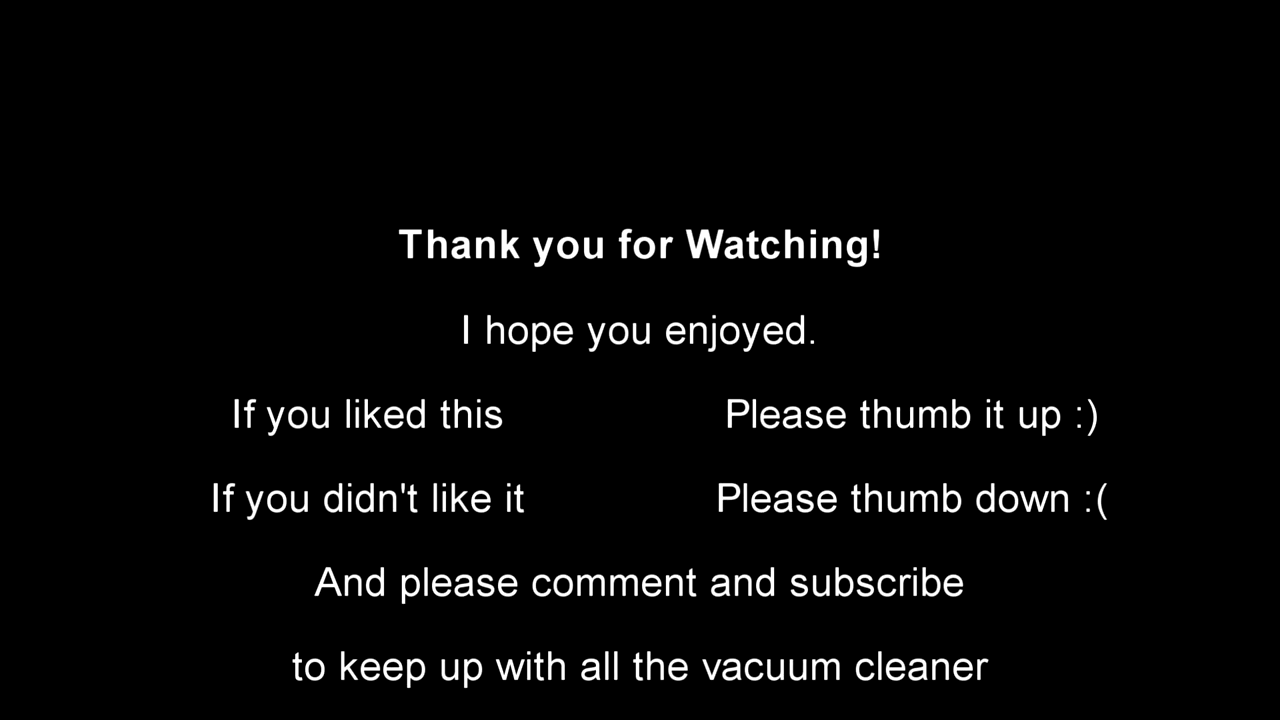 Thank you for Watching!
I hope you enjoyed.
If you liked this Please thumb it up :)
If you didn't like it Please thumb down :(
And please comment and subscribe
to keep up with all the vacuum cleaner